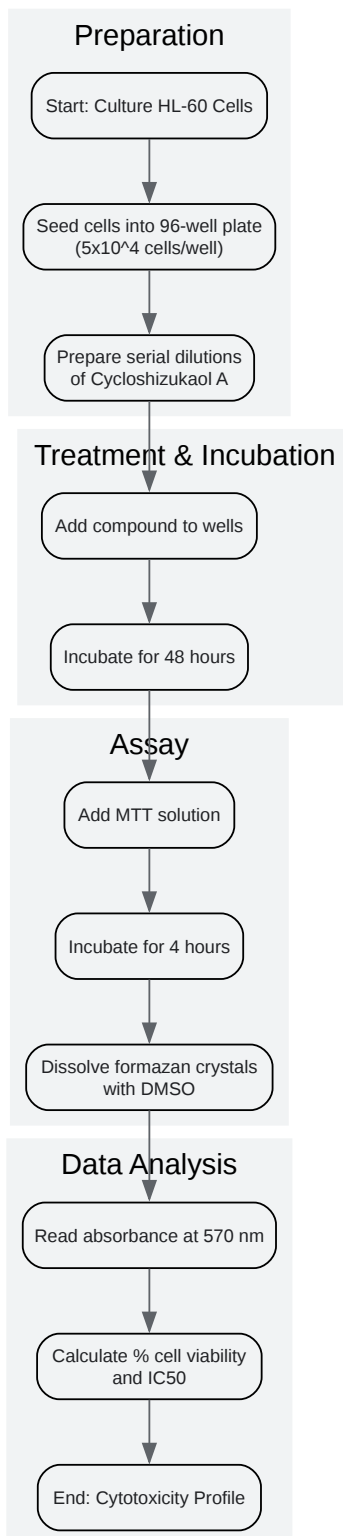 Preparation
Start: Culture HL-60 Cells
Seed cells into 96-well plate
(5x10^4 cells/well)
Prepare serial dilutions
of Cycloshizukaol A
Treatment & Incubation
Add compound to wells
Incubate for 48 hours
Assay
Add MTT solution
Incubate for 4 hours
Dissolve formazan crystals
with DMSO
Data Analysis
Read absorbance at 570 nm
Calculate % cell viability
and IC50
End: Cytotoxicity Profile